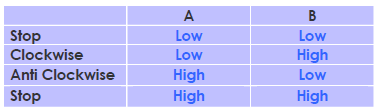 A B
Stop Low Low
Clockwise Low High
Anti Clockwise High Low
Stop High High